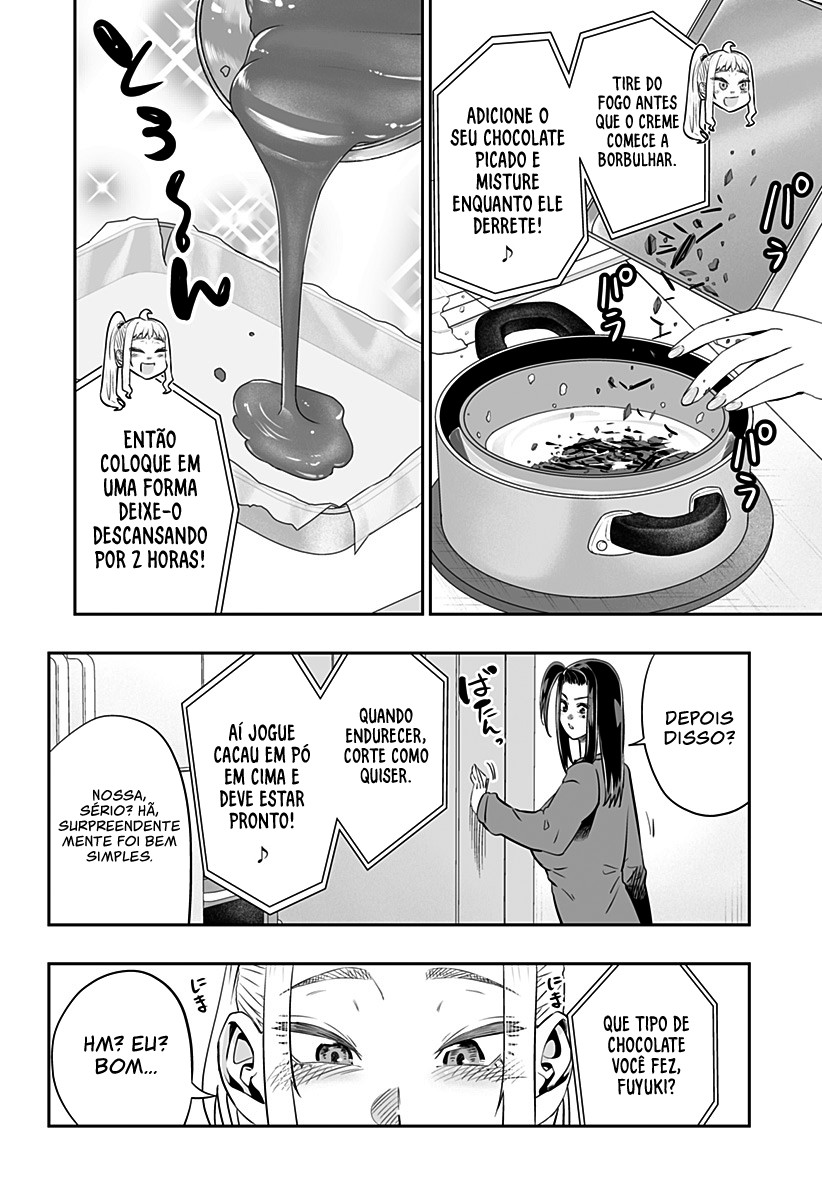 TIRE DO
FOGO ANTES
QUE O CREME
COMECE A
BORBULHAR.
ADICIONE O
SEU CHOCOLATE
PICADO E
MISTURE
ENQUANTO ELE
DERRETE!
♪
パラ
パラ
パラ
とろ〜ん
ENTÃO
COLOQUE EM
UMA FORMA
DEIXE-O
DESCANSANDO
POR 2 HORAS!
DEPOIS
DISSO?
ばたんっ
QUANDO
ENDURECER,
CORTE COMO
QUISER.
AÍ JOGUE
CACAU EM PÓ
EM CIMA E
DEVE ESTAR
PRONTO!
♪
NOSSA,
SÉRIO? HÃ,
SURPREENDENTE
MENTE FOI BEM
SIMPLES.
QUE TIPO DE
CHOCOLATE
VOCÊ FEZ,
FUYUKI?
にま
にま
HM? EU?
BOM...